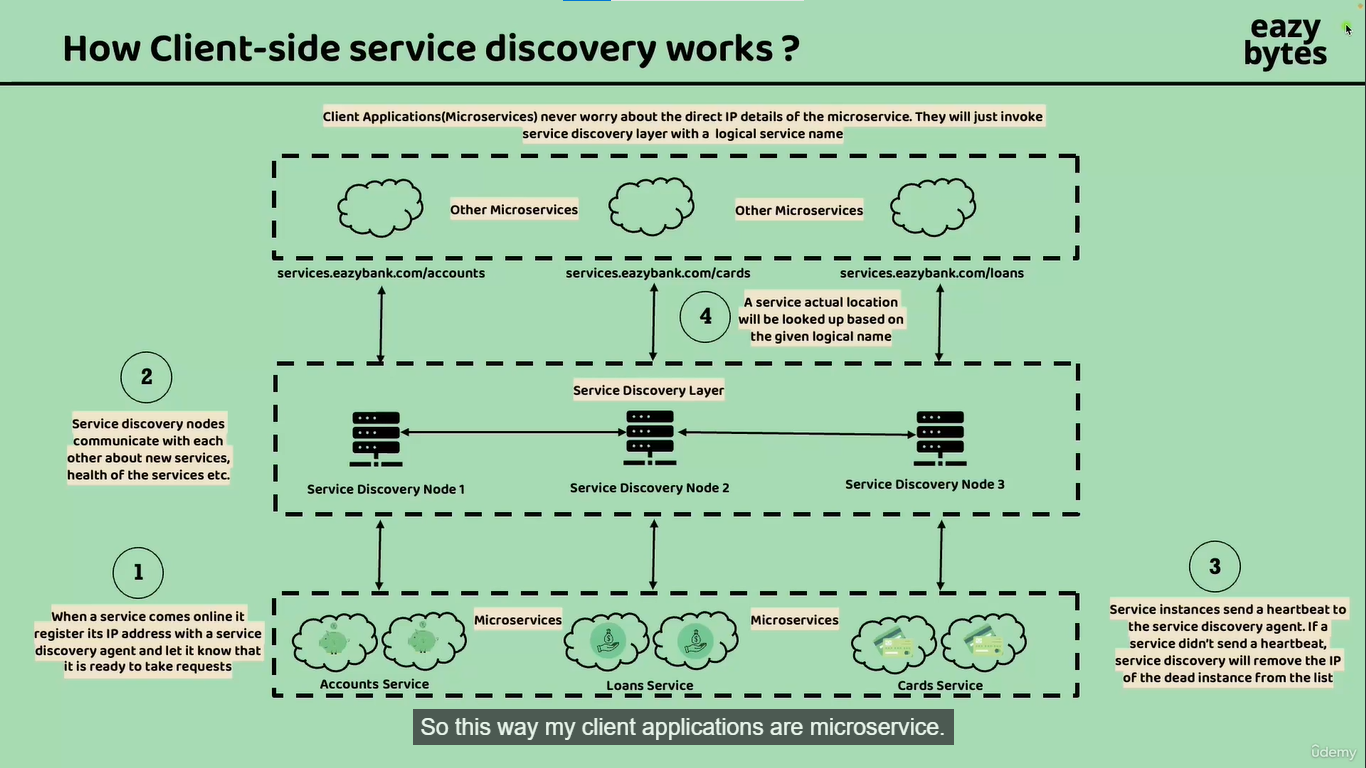 How Client-side service discovery works ?
eazy
bytes
Client Applications(Microservices) never worry about the direct IP details of the microservice. They will just invoke
service discovery layer with a logical service name
Other Microservices
Other Microservices
services.eazybank.com/accounts
services.eazybank.com/cards
services.eazybank.com/loans
4
A service actual location
will be looked up based on
the given logical name
2
Service discovery nodes
communicate with each
other about new services,
health of the services etc.
Service Discovery Layer
Service Discovery Node 1
Service Discovery Node 2
Service Discovery Node 3
1
When a service comes online it
register its IP address with a service
discovery agent and let it know that
it is ready to take requests
Microservices
Microservices
Accounts Service
Loans Service
Cards Service
3
Service instances send a heartbeat to
the service discovery agent. If a
service didn't send a heartbeat,
service discovery will remove the IP
of the dead instance from the list
So this way my client applications are microservice.
ûdemy